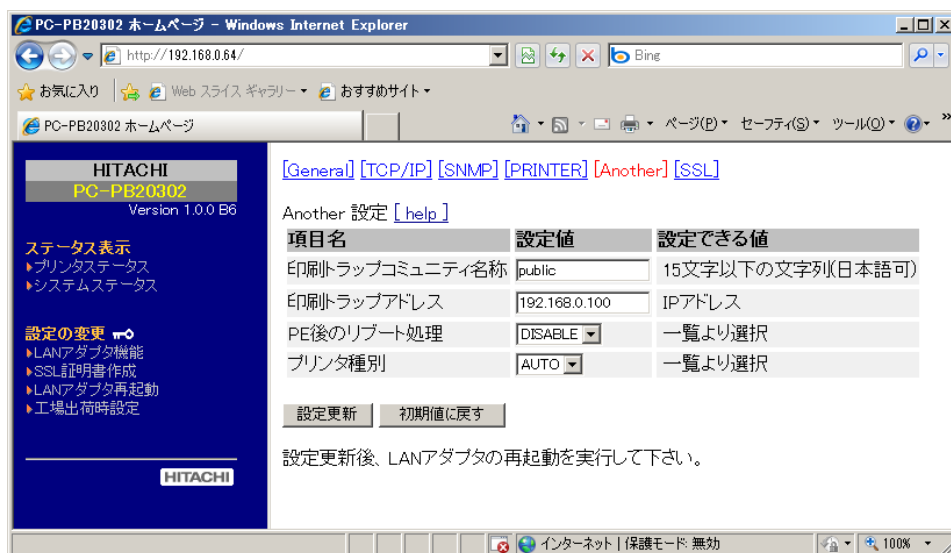 PC-PB20302 ホームページ - Windows Internet Explorer
http://192.168.0.64/
Bing
お気に入り Web スライス ギャラリー おすすめサイト
PC-PB20302 ホームページ
ページ(P) セーフティ(S) ツール(O) »
HITACHI
PC-PB20302
Version 1.0.0 B6
ステータス表示
プリンタステータス
システムステータス
設定の変更
LANアダプタ機能
SSL証明書作成
LANアダプタ再起動
工場出荷時設定
HITACHI
[General] [TCP/IP] [SNMP] [PRINTER] [Another] [SSL]
Another 設定 [ help ]
項目名 設定値 設定できる値
印刷トラップコミュニティ名称 public 15文字以下の文字列(日本語可)
印刷トラップアドレス 192.168.0.100 IPアドレス
PE後のリブート処理 DISABLE 一覧より選択
プリンタ種別 AUTO 一覧より選択
設定更新 初期値に戻す
設定更新後、LANアダプタの再起動を実行して下さい。
インターネット | 保護モード: 無効 100%